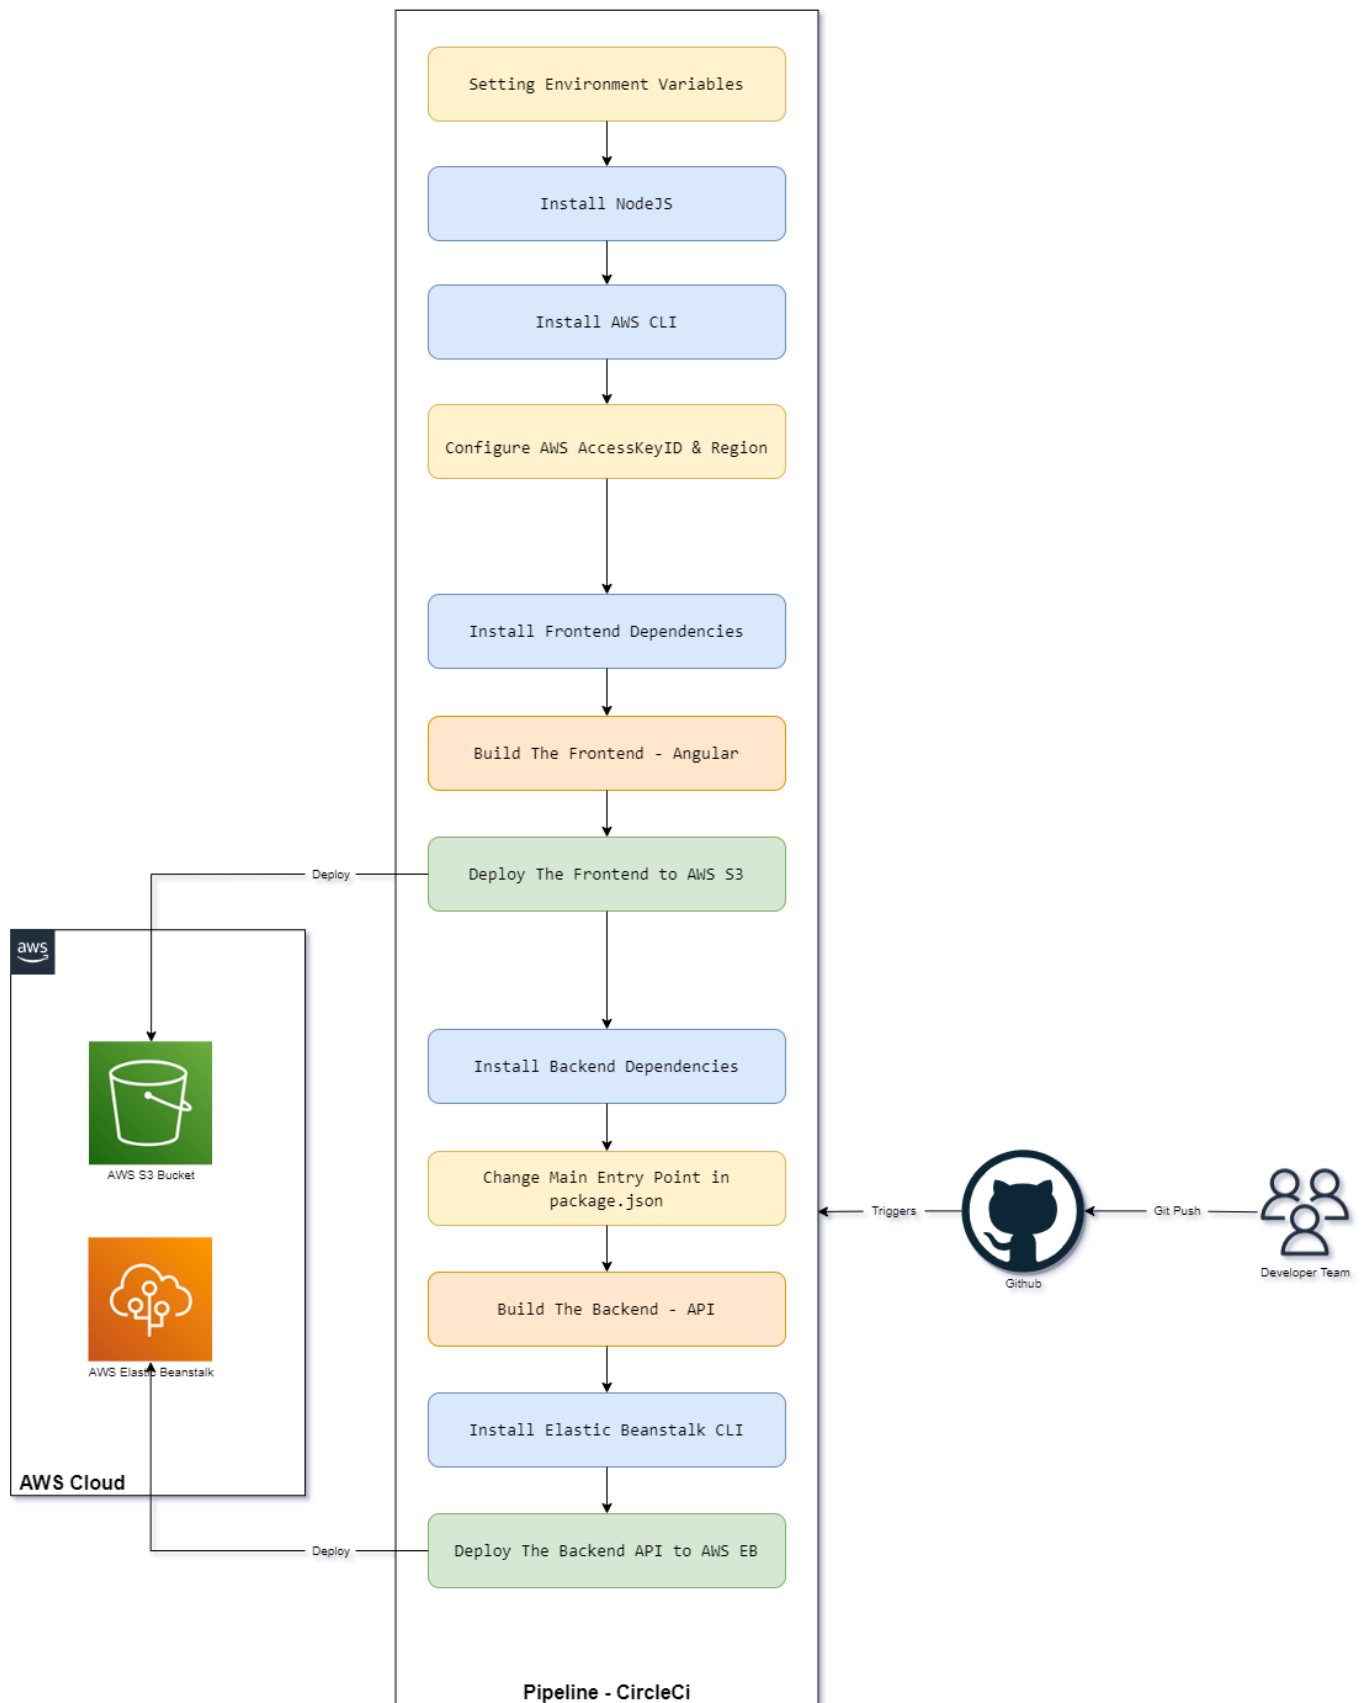 Setting Environment Variables
Install NodeJS
Install AWS CLI
Configure AWS AccessKeyID & Region
Install Frontend Dependencies
Build The Frontend - Angular
Deploy
Deploy The Frontend to AWS S3
aws
Install Backend Dependencies
AWS S3 Bucket
Change Main Entry Point in
package.json
Triggers
Git Push
Github
Developer Team
Build The Backend - API
AWS Elastic Beanstalk
Install Elastic Beanstalk CLI
AWS Cloud
Deploy
Deploy The Backend API to AWS EB
Pipeline - CircleCi